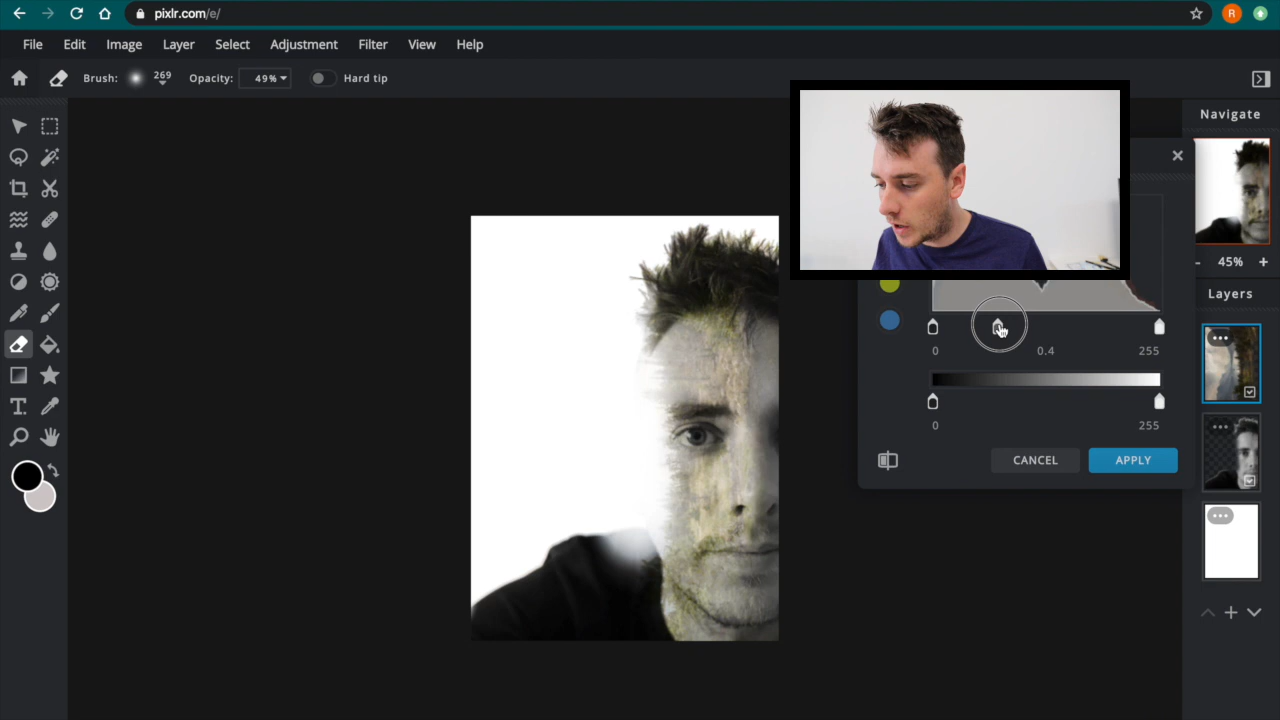 pixlr.com/e/
R
File Edit Image Layer Select Adjustment Filter View Help
Brush: 269 Opacity: 49% Hard tip
Navigate
- 45% +
Layers
0 0.4 255
0 255
CANCEL APPLY
T